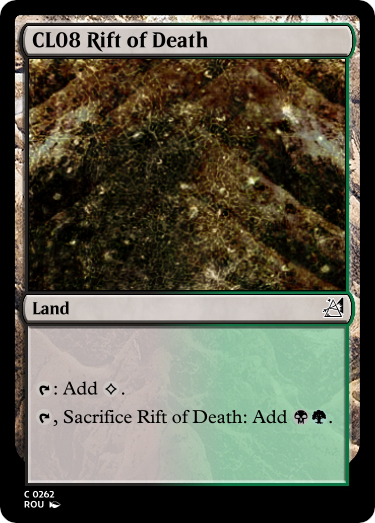 CL08 Rift of Death
Land
: Add .
, Sacrifice Rift of Death: Add .
C 0262
ROU